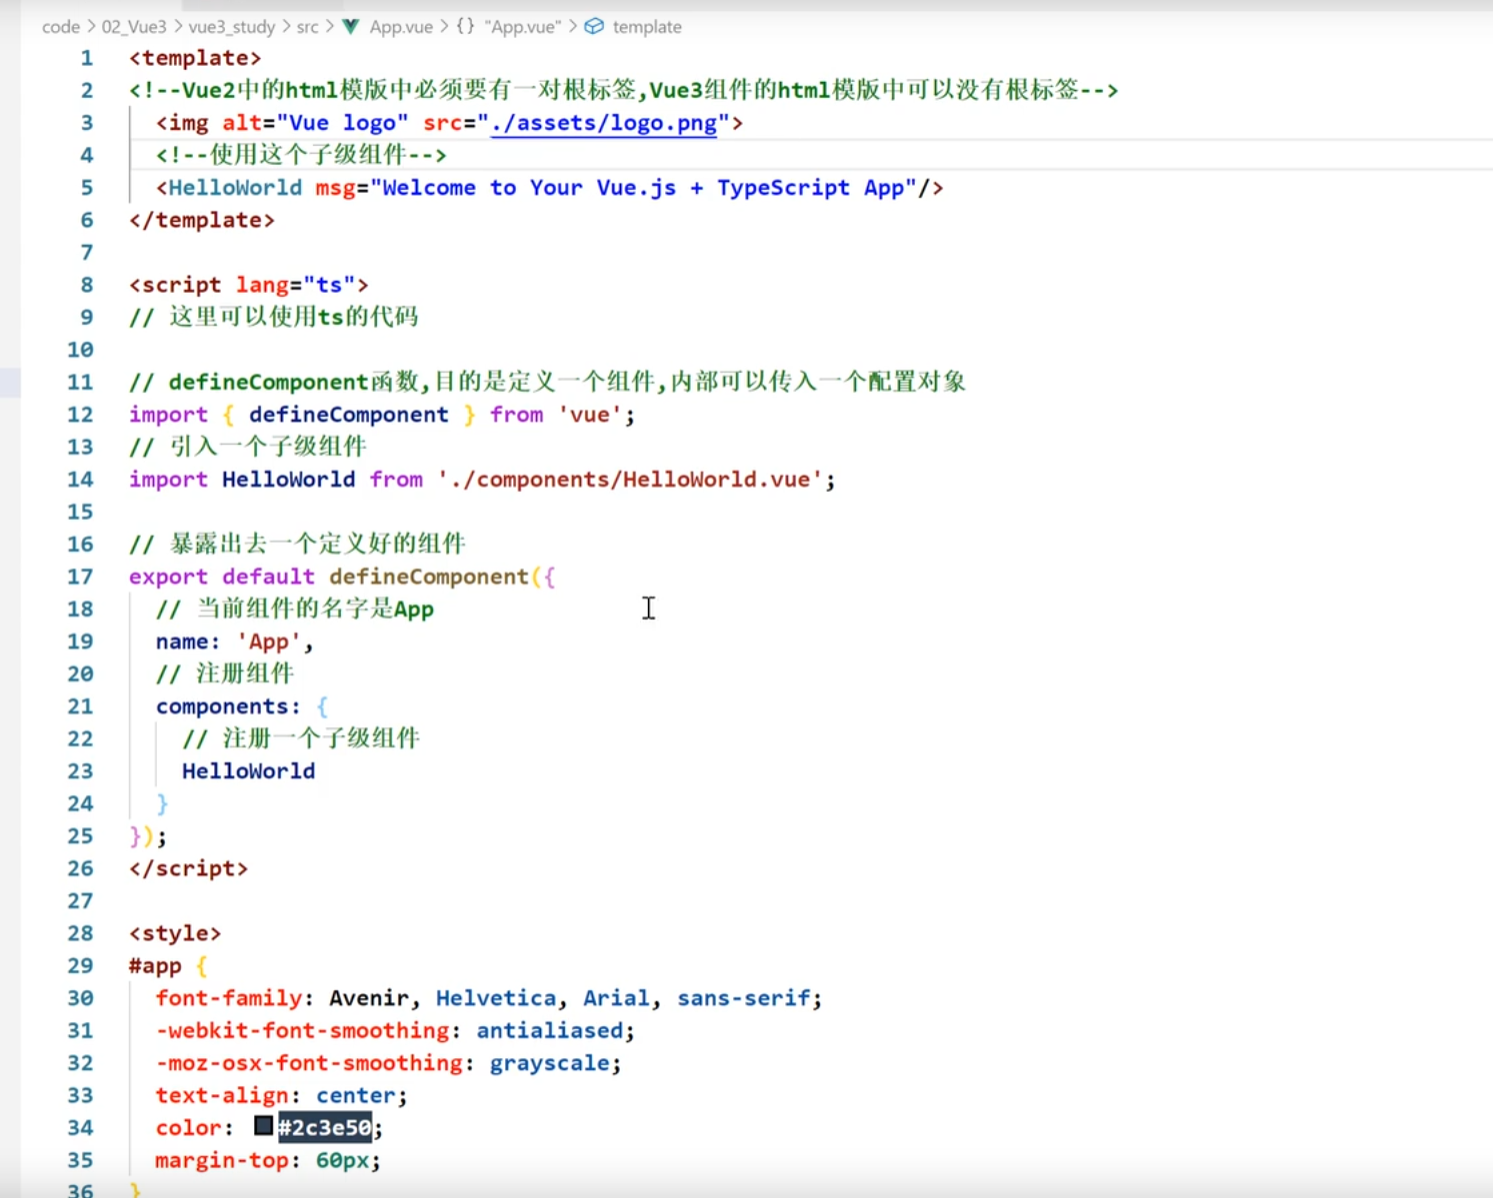 code > 02_Vue3 > vue3_study > src > App.vue > {} "App.vue" > template
1 <template>
2 <!--Vue2中的html模版中必须要有一对根标签,Vue3组件的html模版中可以没有根标签-->
3 <img alt="Vue logo" src="./assets/logo.png">
4 <!--使用这个子级组件-->
5 <HelloWorld msg="Welcome to Your Vue.js + TypeScript App"/>
6 </template>
7
8 <script lang="ts">
9 // 这里可以使用ts的代码
10
11 // defineComponent函数,目的是定义一个组件,内部可以传入一个配置对象
12 import { defineComponent } from 'vue';
13 // 引入一个子级组件
14 import HelloWorld from './components/HelloWorld.vue';
15
16 // 暴露出去一个定义好的组件
17 export default defineComponent({
18 // 当前组件的名字是App
19 name: 'App',
20 // 注册组件
21 components: {
22 // 注册一个子级组件
23 HelloWorld
24 }
25 });
26 </script>
27
28 <style>
29 #app {
30 font-family: Avenir, Helvetica, Arial, sans-serif;
31 -webkit-font-smoothing: antialiased;
32 -moz-osx-font-smoothing: grayscale;
33 text-align: center;
34 color: #2c3e50;
35 margin-top: 60px;
36 }